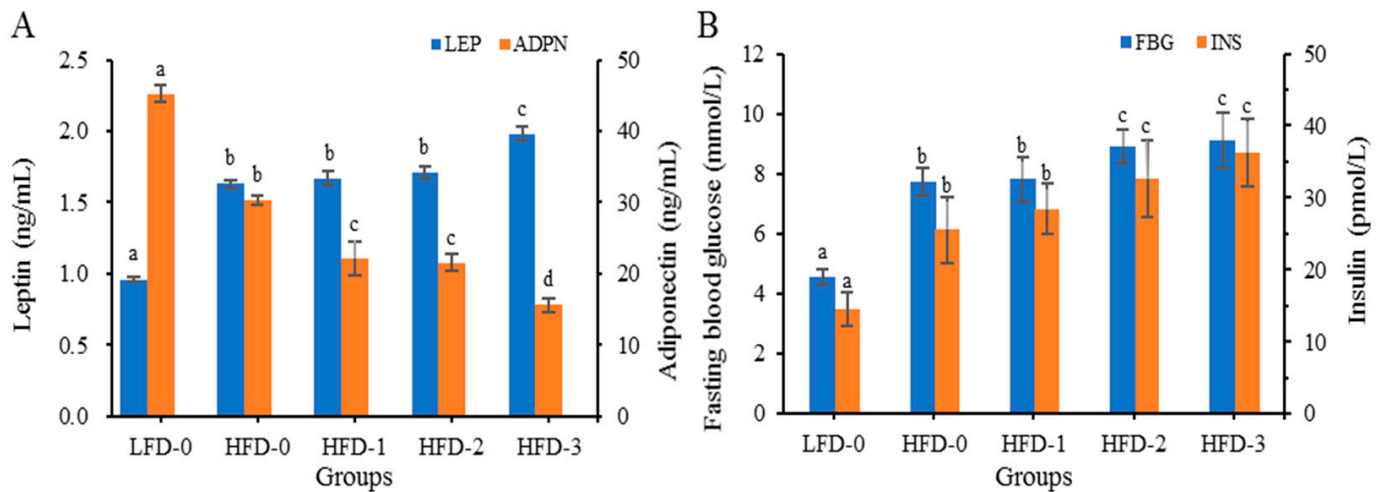 A
LEP ADPN
Leptin (ng/mL)
2.5
2.0
1.5
1.0
0.5
0.0
50
40
30
20
10
0
Adiponectin (ng/mL)
a a
b b
b c
b c
c d
LFD-0 HFD-0 HFD-1 HFD-2 HFD-3
Groups
B
FBG INS
Fasting blood glucose (mmol/L)
12
10
8
6
4
2
0
50
40
30
20
10
0
Insulin (pmol/L)
a a
b b
b b
c c
c c
LFD-0 HFD-0 HFD-1 HFD-2 HFD-3
Groups